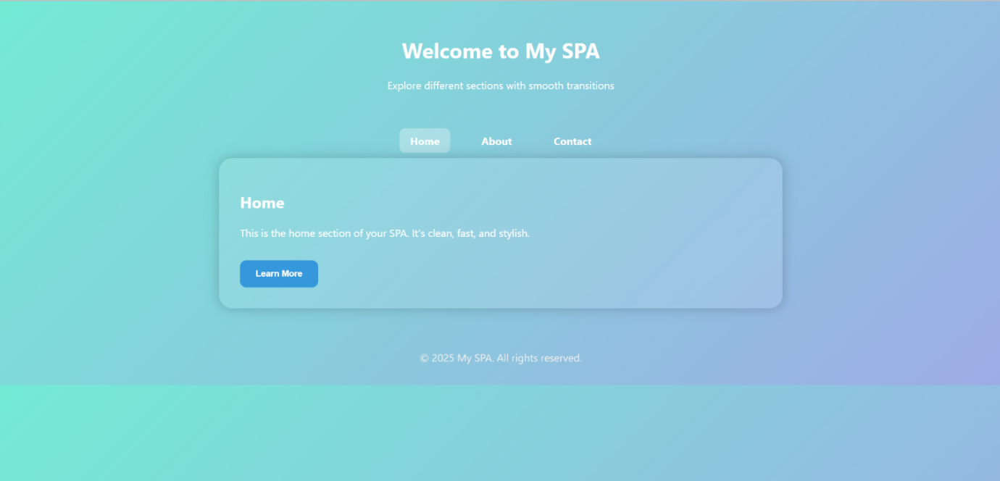 Welcome to My SPA
Explore different sections with smooth transitions
Home About Contact
Home
This is the home section of your SPA. It's clean, fast, and stylish.
Learn More
© 2025 My SPA. All rights reserved.